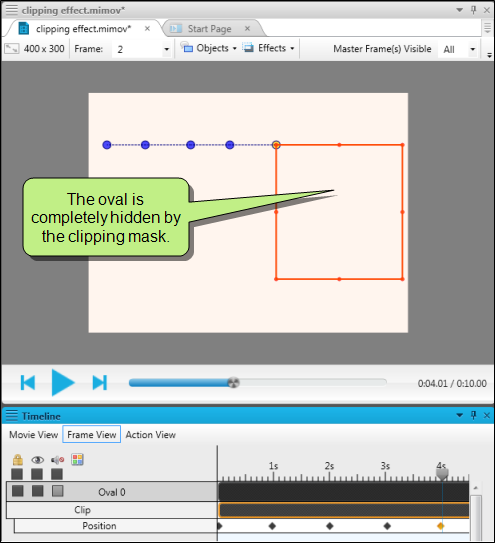 clipping effect.mimov*
clipping effect.mimov* Start Page
400 x 300 Frame: 2 Objects Effects Master Frame(s) Visible All
The oval is
completely hidden by
the clipping mask.
0:04.01 / 0:10.00
Timeline
Movie View Frame View Action View
1s 2s 3s 4s
Oval 0
Clip
Position